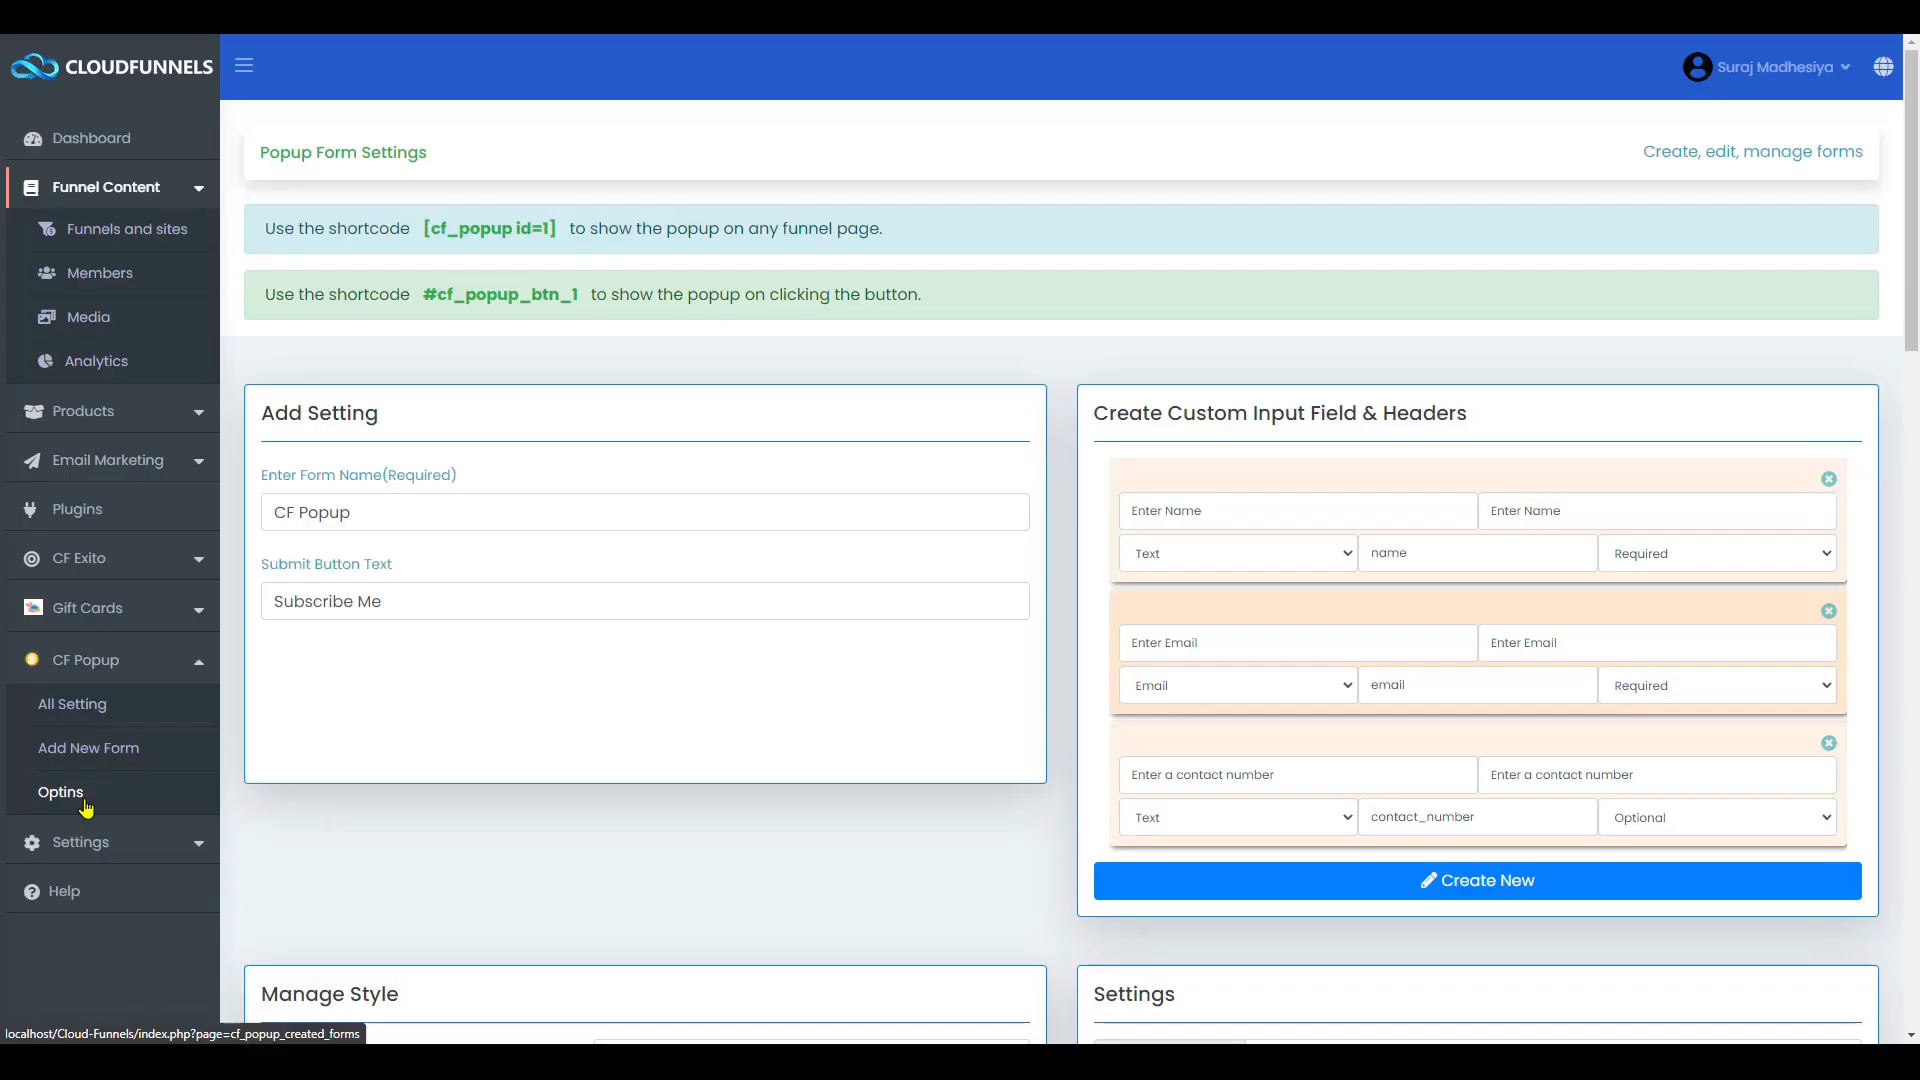 CLOUDFUNNELS
Suraj Madhesiya
Dashboard
Funnel Content
Funnels and sites
Members
Media
Analytics
Products
Email Marketing
Plugins
CF Exito
Gift Cards
CF Popup
All Setting
Add New Form
Optins
Settings
Help
Popup Form Settings
Create, edit, manage forms
Use the shortcode [cf_popup id=1] to show the popup on any funnel page.
Use the shortcode #cf_popup_btn_1 to show the popup on clicking the button.
Add Setting
Enter Form Name(Required)
CF Popup
Submit Button Text
Subscribe Me
Create Custom Input Field & Headers
Enter Name Enter Name
Text name Required
Enter Email Enter Email
Email email Required
Enter a contact number Enter a contact number
Text contact_number Optional
Create New
Manage Style
Settings
localhost/Cloud-Funnels/index.php?page=cf_popup_created_forms